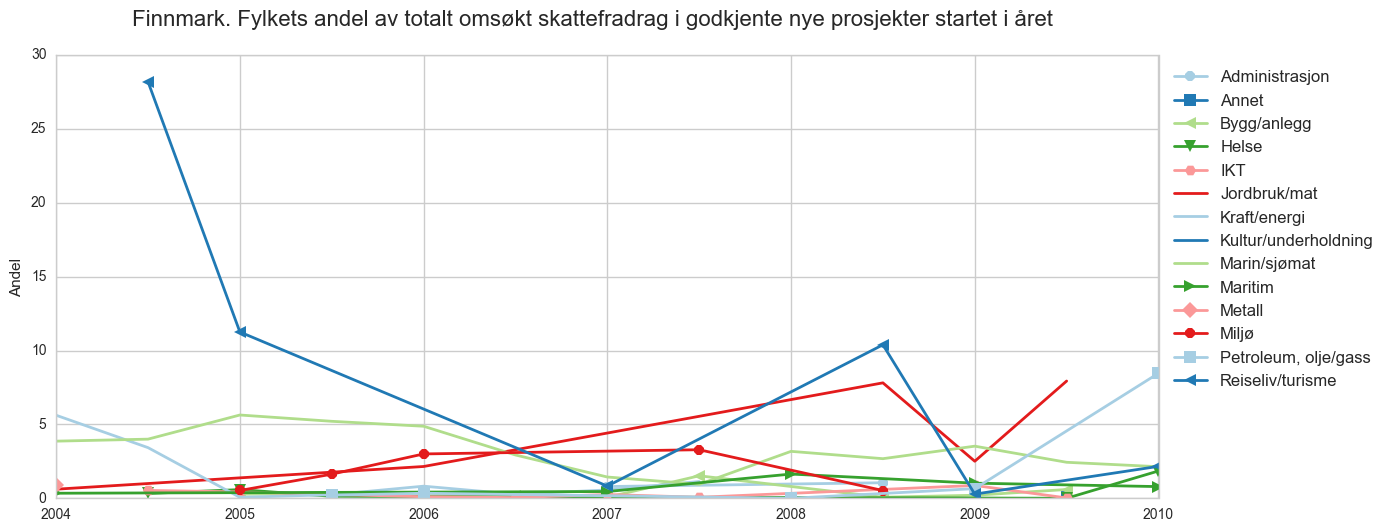 Finnmark. Fylkets andel av totalt omsøkt skattefradrag i godkjente nye prosjekter startet i året
30
25
20
15
10
5
0
Andel
2004
2005
2006
2007
2008
2009
2010
Administrasjon
Annet
Bygg/anlegg
Helse
IKT
Jordbruk/mat
Kraft/energi
Kultur/underholdning
Marin/sjømat
Maritim
Metall
Miljø
Petroleum, olje/gass
Reiseliv/turisme